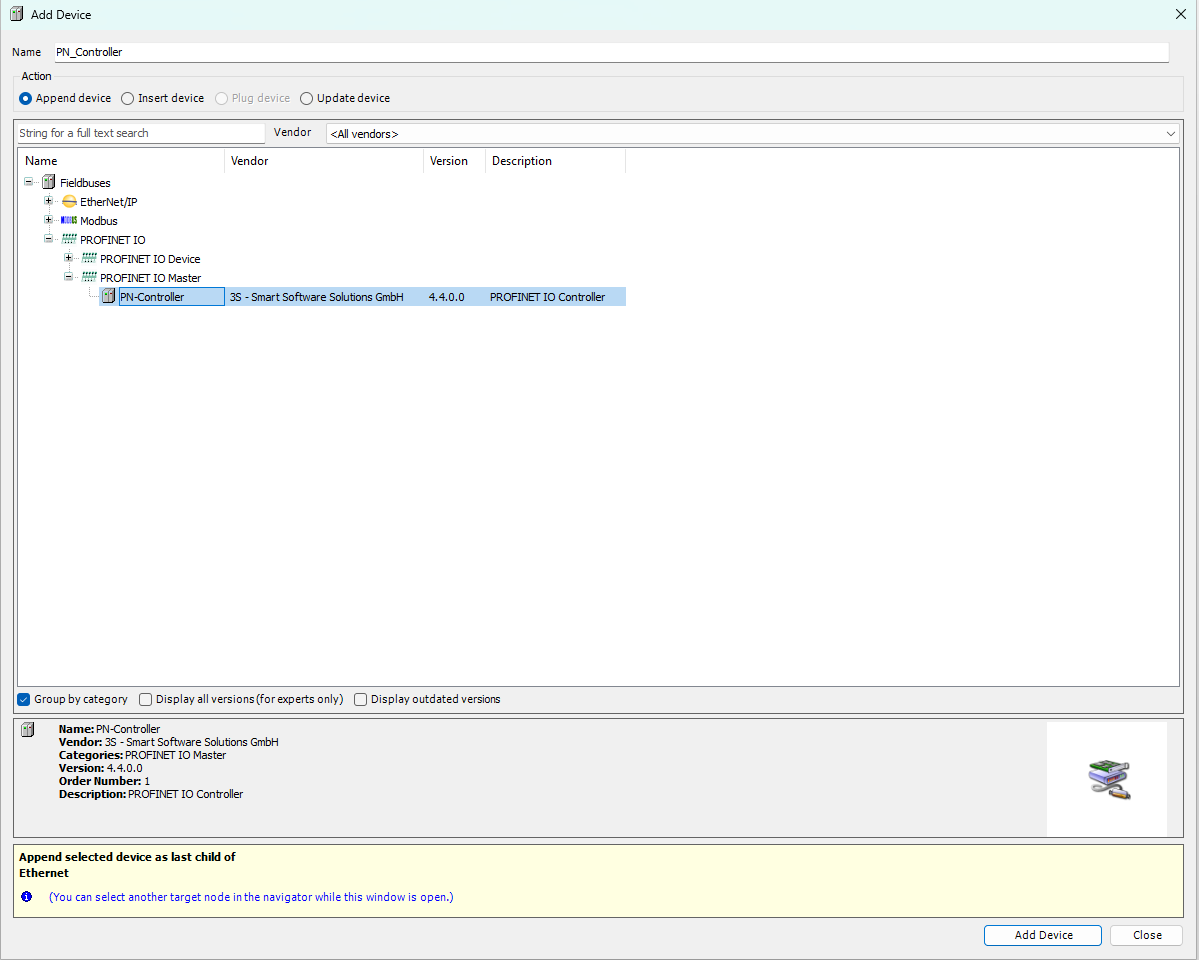 Add Device
Name PN_Controller
Action
Append device Insert device Plug device Update device
String for a full text search Vendor <All vendors>
Name Vendor Version Description
Fieldbuses
EtherNet/IP
Modbus
PROFINET IO
PROFINET IO Device
PROFINET IO Master
PN-Controller 3S - Smart Software Solutions GmbH 4.4.0.0 PROFINET IO Controller
Group by category Display all versions (for experts only) Display outdated versions
Name: PN-Controller
Vendor: 3S - Smart Software Solutions GmbH
Categories: PROFINET IO Master
Version: 4.4.0.0
Order Number: 1
Description: PROFINET IO Controller
Append selected device as last child of
Ethernet
(You can select another target node in the navigator while this window is open.)
Add Device Close